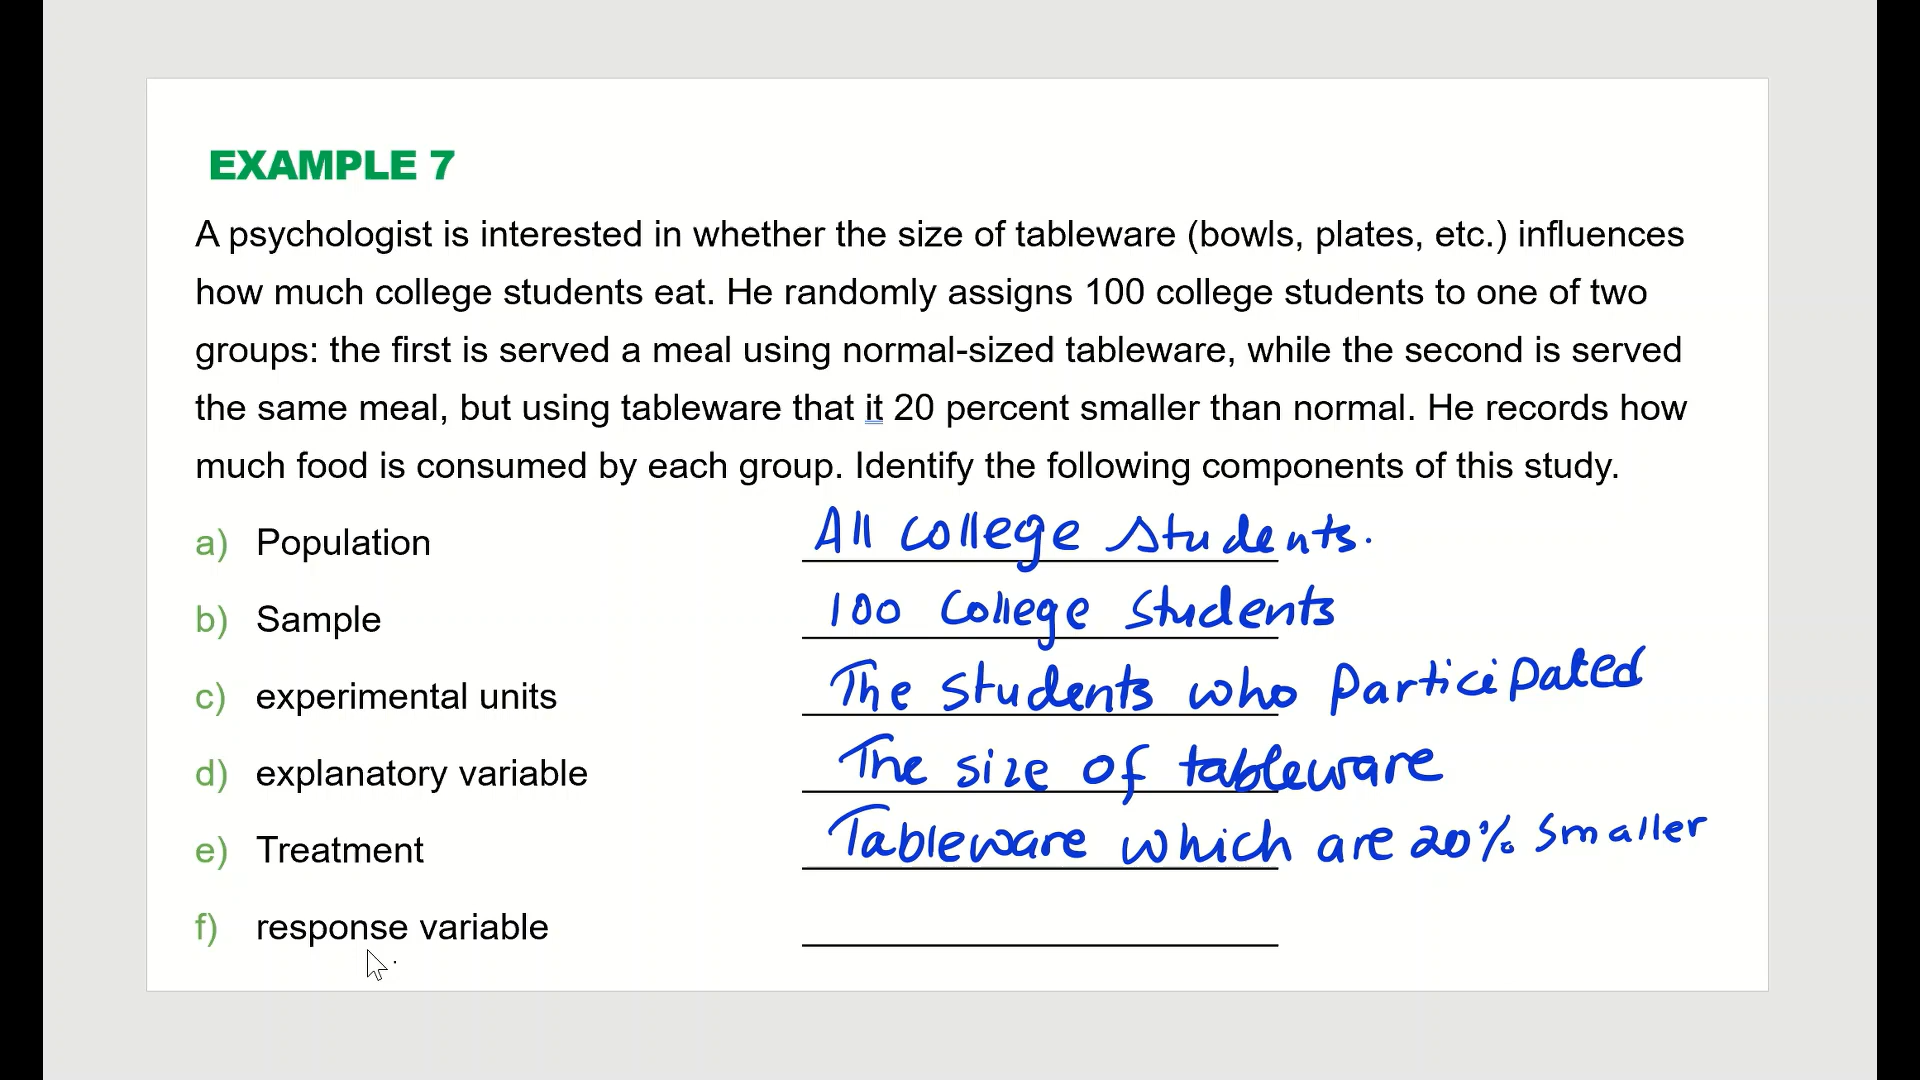 EXAMPLE 7
A psychologist is interested in whether the size of tableware (bowls, plates, etc.) influences
how much college students eat. He randomly assigns 100 college students to one of two
groups: the first is served a meal using normal-sized tableware, while the second is served
the same meal, but using tableware that it 20 percent smaller than normal. He records how
much food is consumed by each group. Identify the following components of this study.
a) Population All college students.
b) Sample 100 College Students
c) experimental units The students who participated
d) explanatory variable The size of tableware
e) Treatment Tableware which are 20% smaller
f) response variable